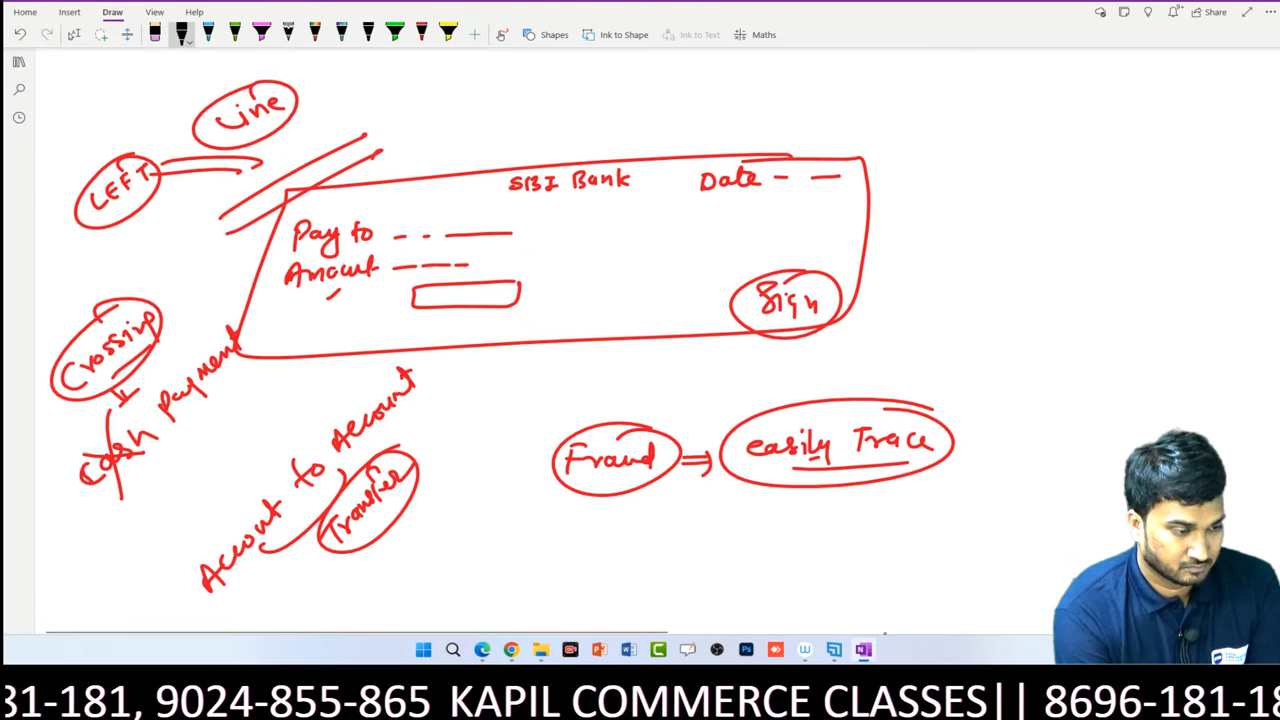 Home Insert Draw View Help
Share
Shapes Ink to Shape Ink to Text Maths
Line
LEFT
SBI Bank Date
Pay to
Amount
Sign
Crossing
Cash payment
Account to Account
Transfer
Fraud ⇒ easily Trace
31-181, 9024-855-865 KAPIL COMMERCE CLASSES|| 8696-181-18